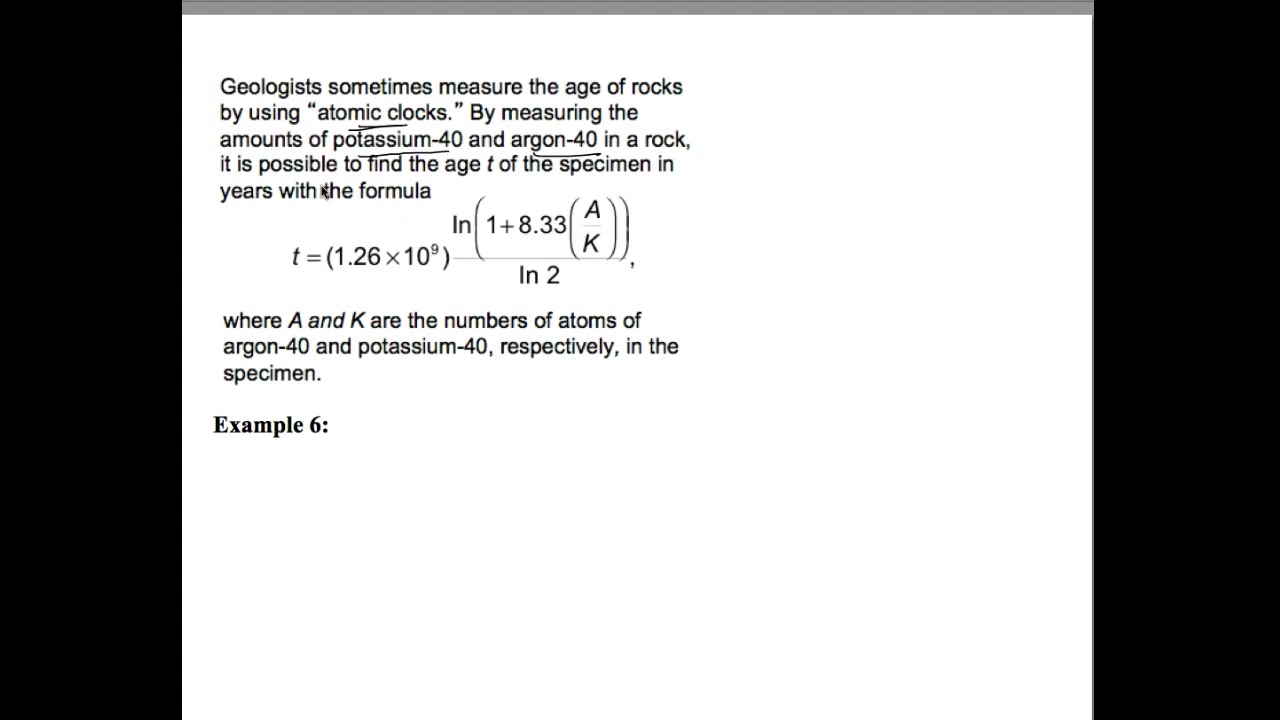 Geologists sometimes measure the age of rocks
by using “atomic clocks.” By measuring the
amounts of potassium-40 and argon-40 in a rock,
it is possible to find the age t of the specimen in
years with the formula
t = (1.26 × 10⁹) ln(1 + 8.33(A/K)) / ln 2,
where A and K are the numbers of atoms of
argon-40 and potassium-40, respectively, in the
specimen.
Example 6: